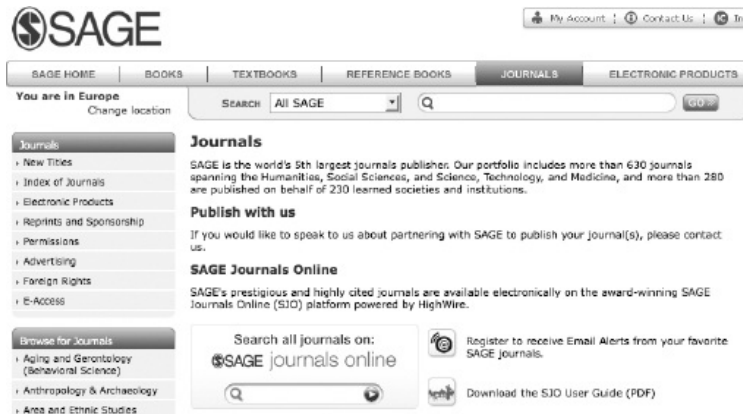 SAGE
My Account | Contact Us |
SAGE HOME | BOOKS | TEXTBOOKS | REFERENCE BOOKS | JOURNALS | ELECTRONIC PRODUCTS
You are in Europe
Change location
SEARCH All SAGE GO
Journals
New Titles
Index of Journals
Electronic Products
Reprints and Sponsorship
Permissions
Advertising
Foreign Rights
E-Access
Browse for Journals
Aging and Gerontology
(Behavioral Science)
Anthropology & Archaeology
Area and Ethnic Studies
Journals
SAGE is the world's 5th largest journals publisher. Our portfolio includes more than 630 journals
spanning the Humanities, Social Sciences, and Science, Technology, and Medicine, and more than 280
are published on behalf of 230 learned societies and institutions.
Publish with us
If you would like to speak to us about partnering with SAGE to publish your journal(s), please contact
us.
SAGE Journals Online
SAGE's prestigious and highly cited journals are available electronically on the award-winning SAGE
Journals Online (SJO) platform powered by HighWire.
Search all journals on:
SAGE journals online
Register to receive Email Alerts from your favorite
SAGE journals.
Download the SJO User Guide (PDF)